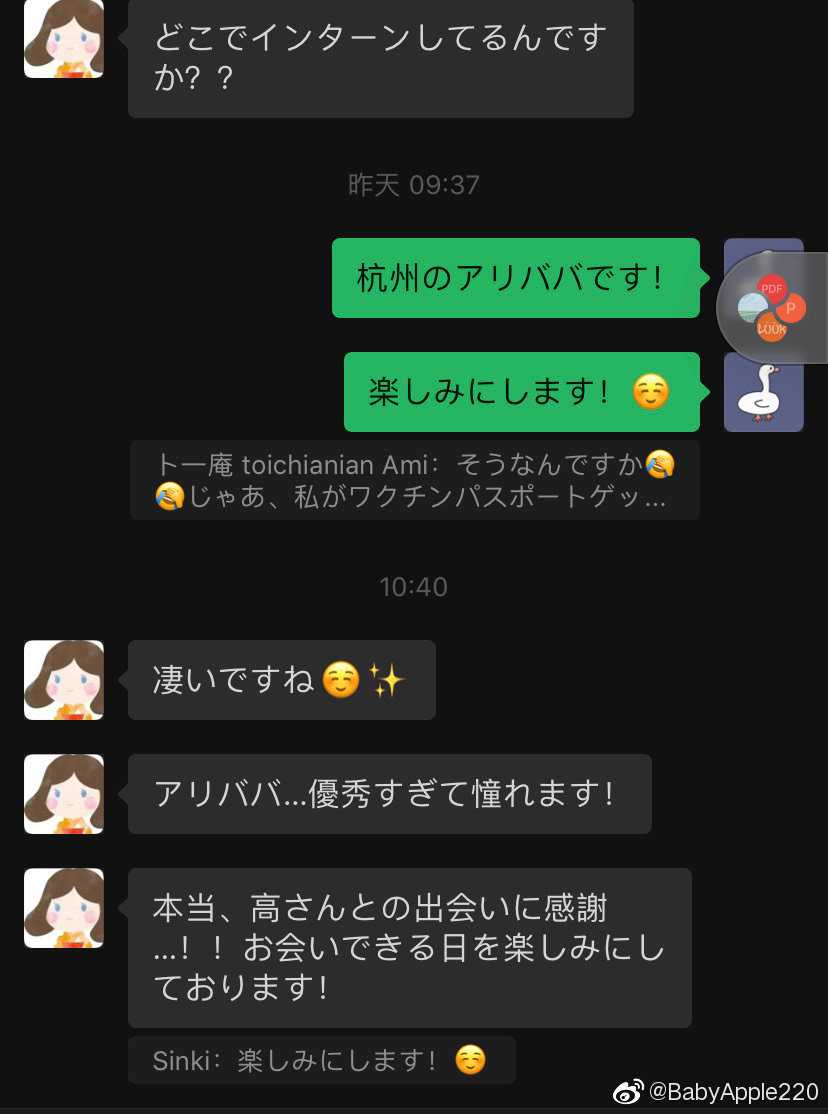 どこでインターンしてるんです
か？？
昨天 09:37
杭州のアリババです！
PDF
P
LOOK
楽しみにします！☺️
トー庵 toichianian Ami：そうなんですか🤣
🤣じゃあ、私がワクチンパスポートゲッ...
10:40
凄いですね☺️✨
アリババ...優秀すぎて憧れます！
本当、高さんとの出会いに感謝
...！！お会いできる日を楽しみにし
ております！
Sinki：楽しみにします！☺️
@BabyApple220